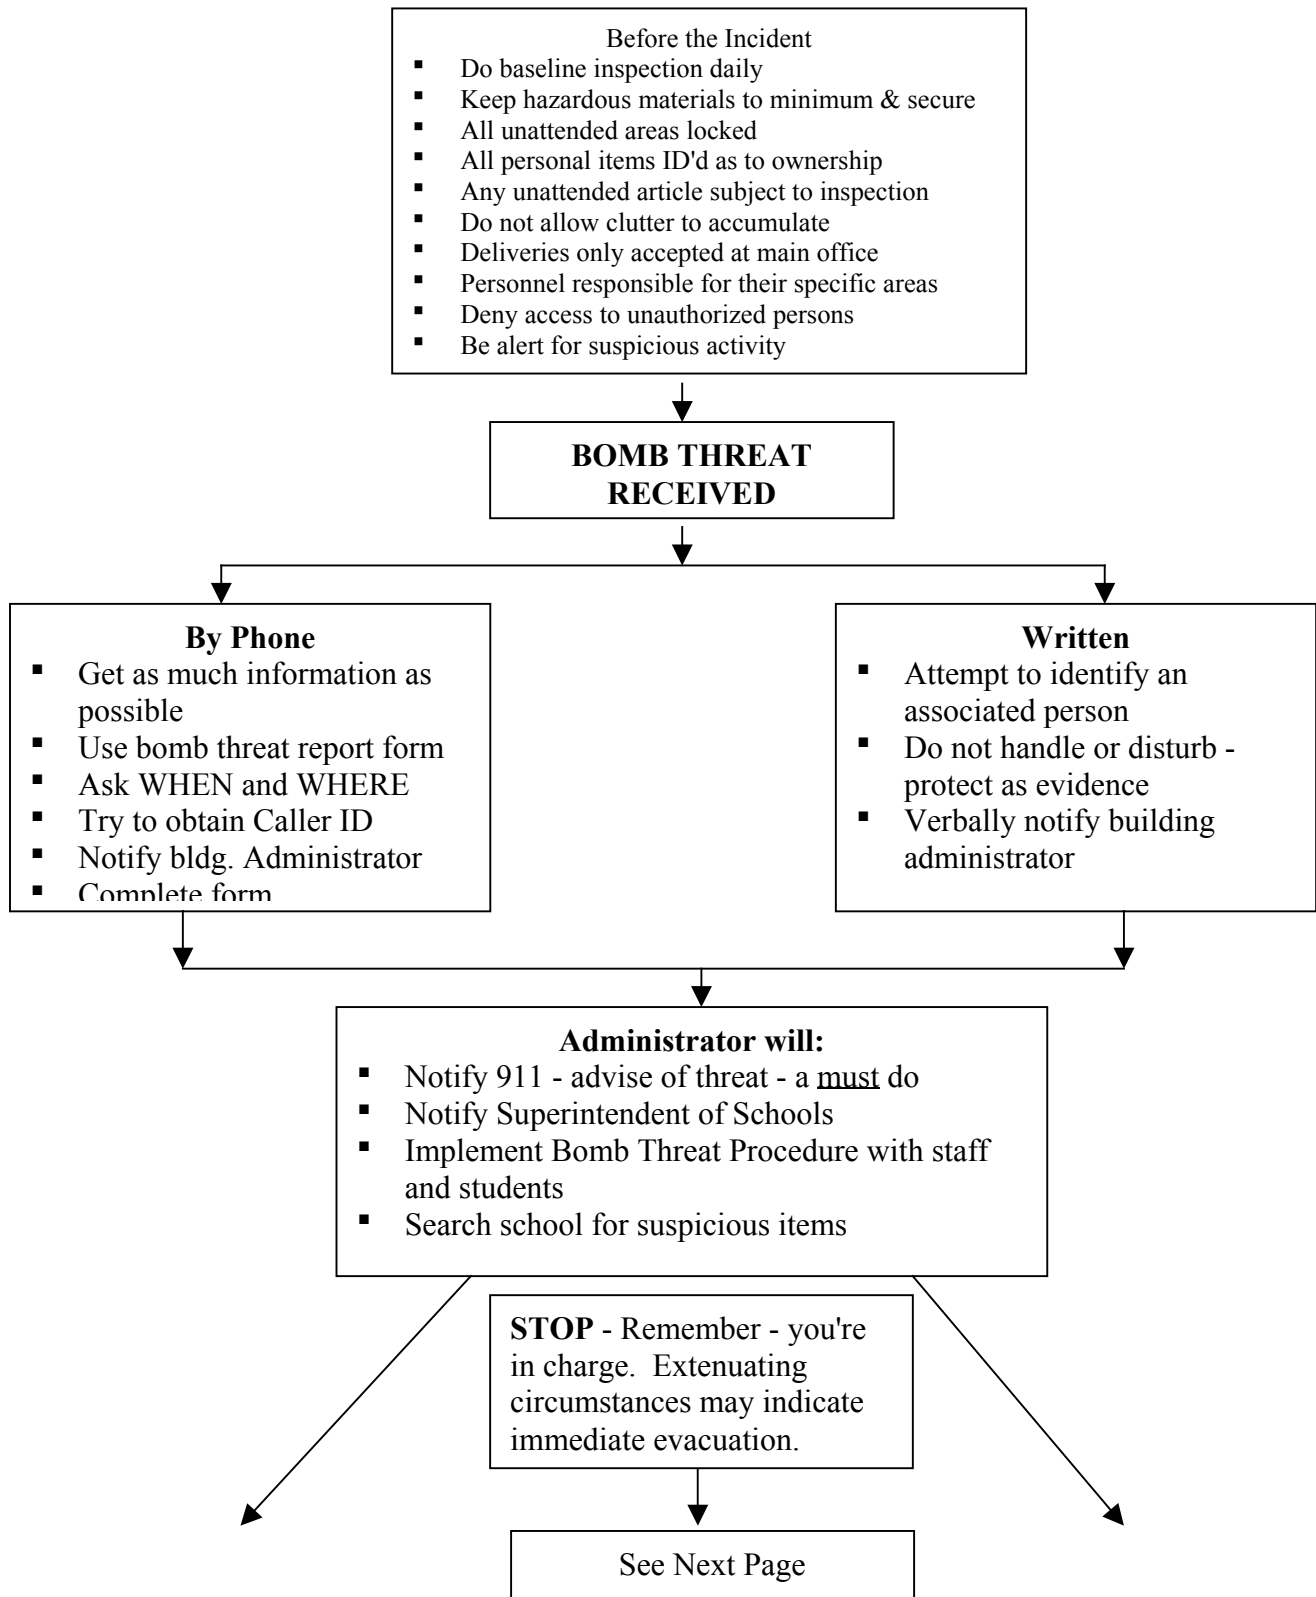 Before the Incident
▪ Do baseline inspection daily
▪ Keep hazardous materials to minimum & secure
▪ All unattended areas locked
▪ All personal items ID'd as to ownership
▪ Any unattended article subject to inspection
▪ Do not allow clutter to accumulate
▪ Deliveries only accepted at main office
▪ Personnel responsible for their specific areas
▪ Deny access to unauthorized persons
▪ Be alert for suspicious activity
BOMB THREAT
RECEIVED
By Phone
▪ Get as much information as
possible
▪ Use bomb threat report form
▪ Ask WHEN and WHERE
▪ Try to obtain Caller ID
▪ Notify bldg. Administrator
▪ Complete form
Written
▪ Attempt to identify an
associated person
▪ Do not handle or disturb -
protect as evidence
▪ Verbally notify building
administrator
Administrator will:
▪ Notify 911 - advise of threat - a must do
▪ Notify Superintendent of Schools
▪ Implement Bomb Threat Procedure with staff
and students
▪ Search school for suspicious items
STOP - Remember - you're
in charge. Extenuating
circumstances may indicate
immediate evacuation.
See Next Page